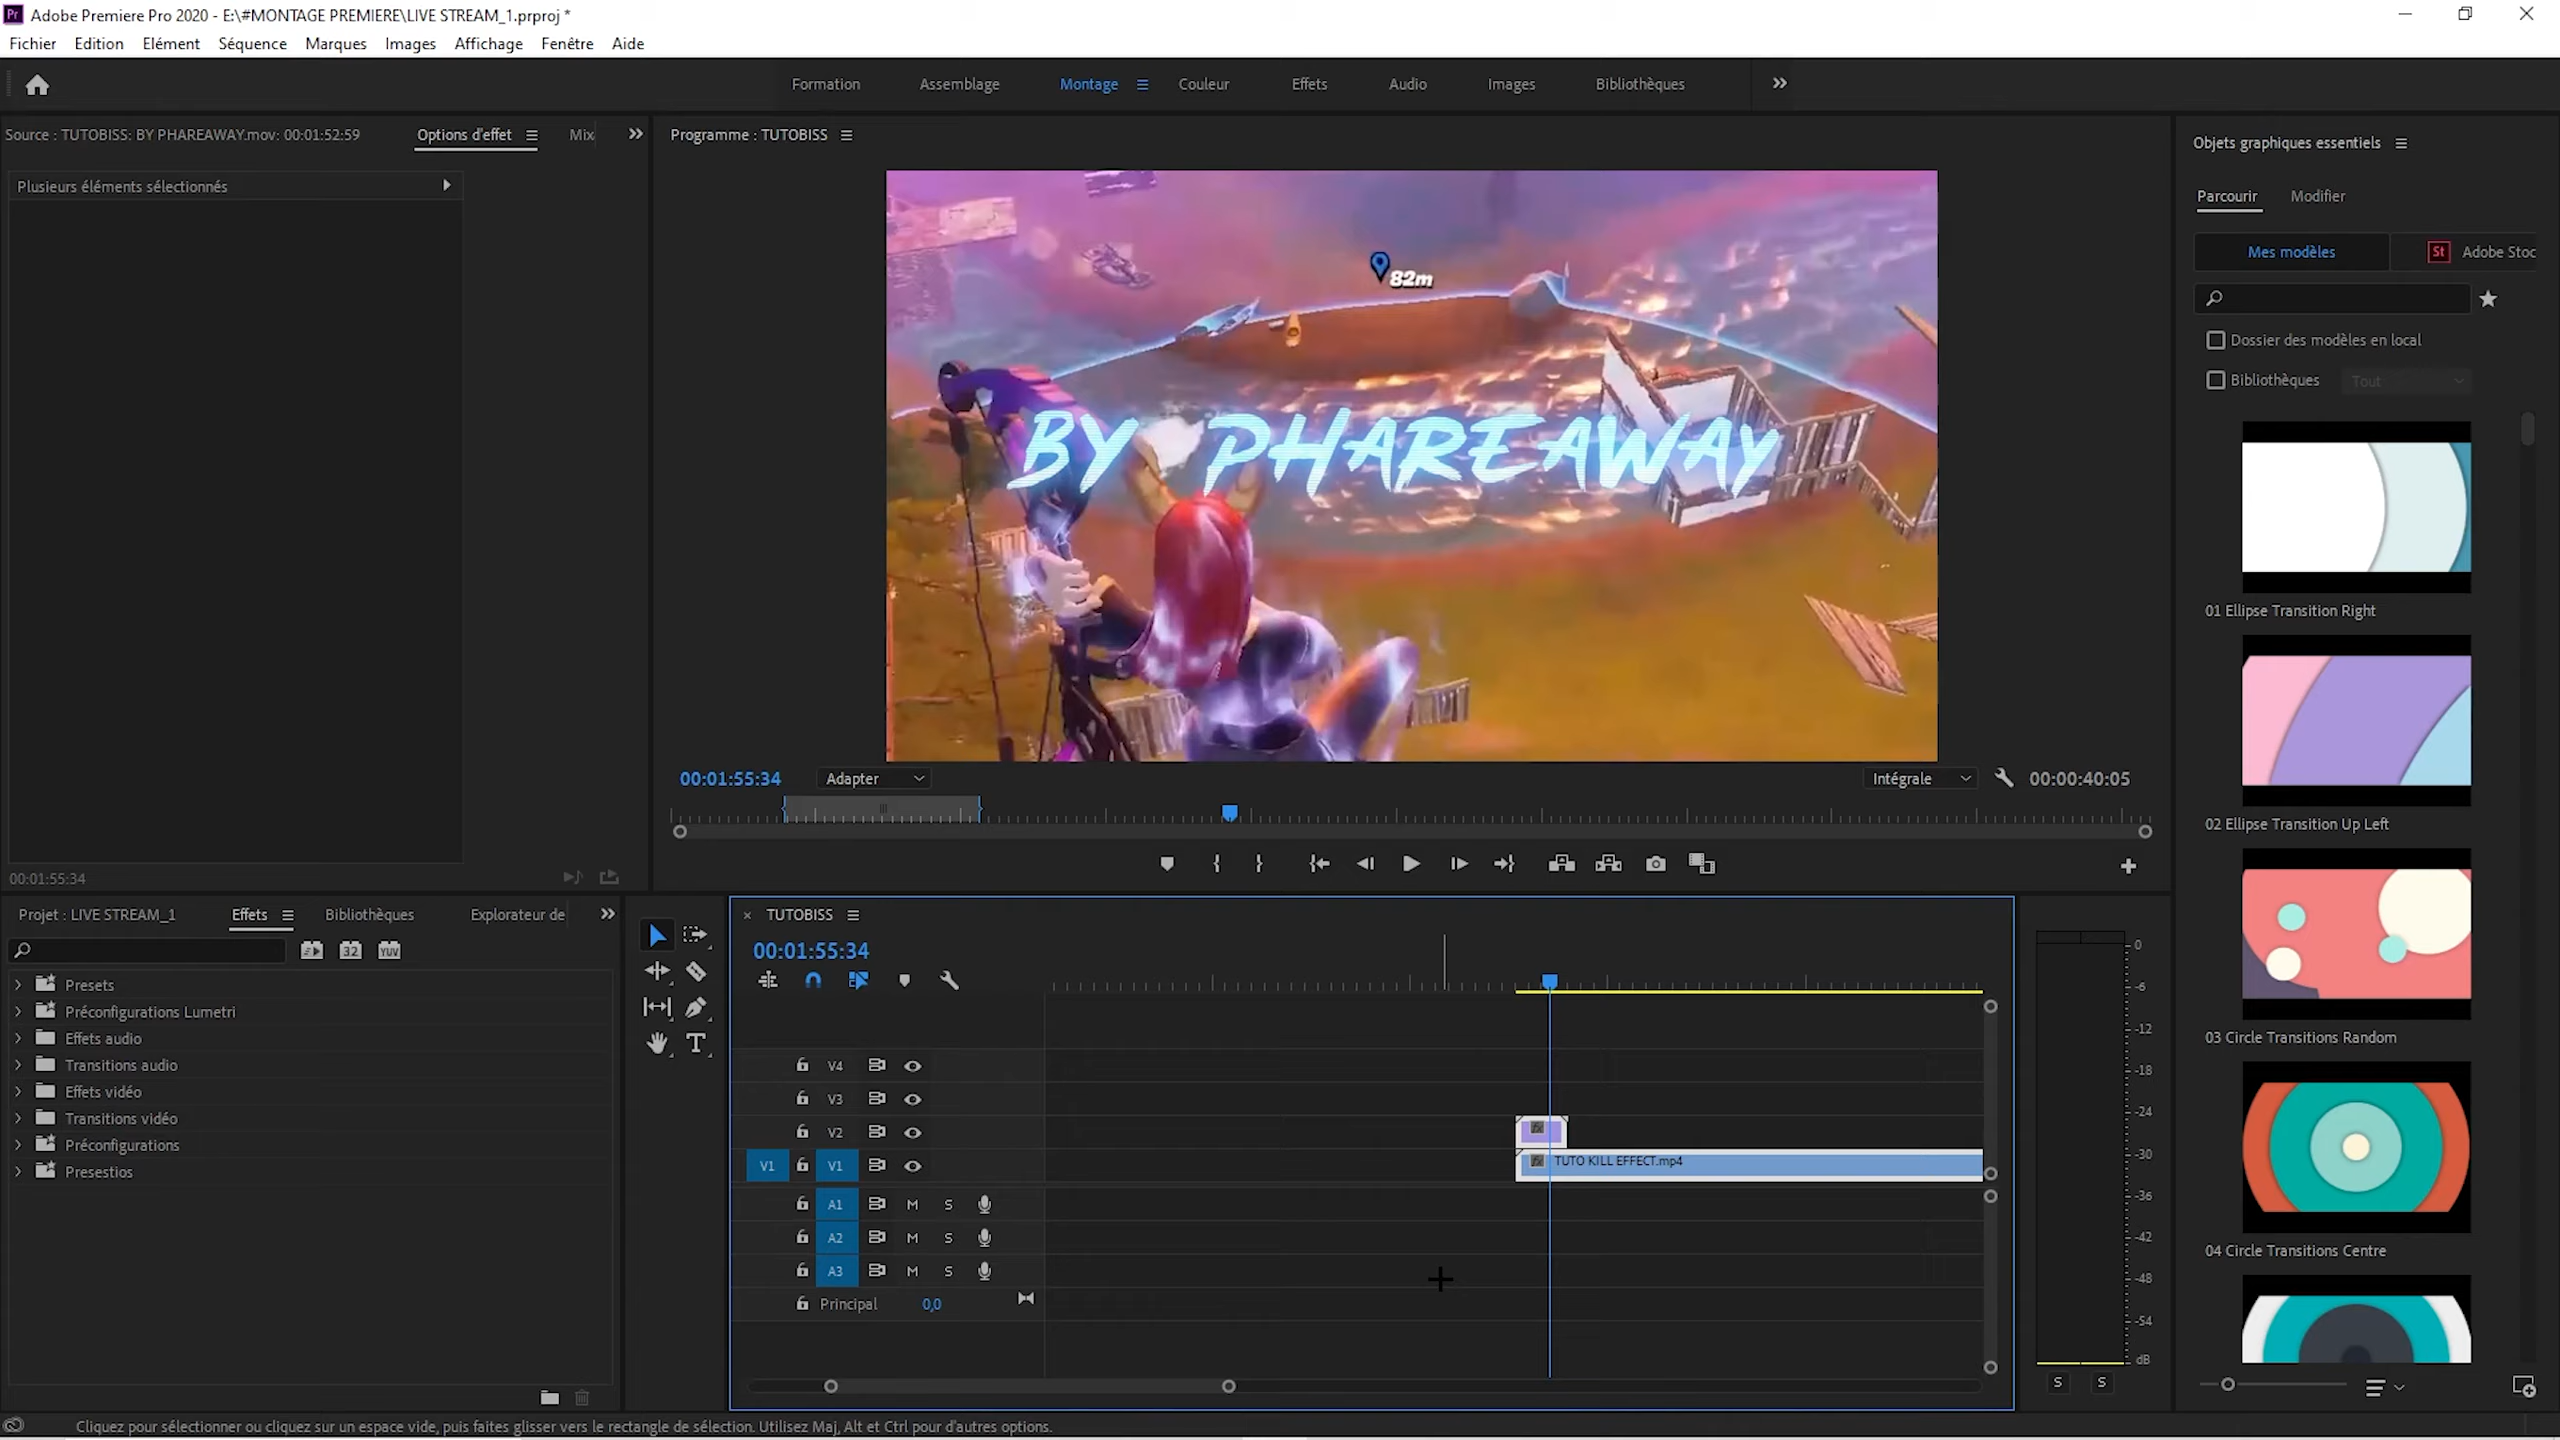 Adobe Premiere Pro 2020 - E:\#MONTAGE PREMIERE\LIVE STREAM_1.prproj *
Fichier Edition Elément Séquence Marques Images Affichage Fenêtre Aide
Formation Assemblage Montage Couleur Effets Audio Images Bibliothèques
Source : TUTOBISS: BY PHAREAWAY.mov: 00:01:52:59 Options d'effet Mix
Plusieurs éléments sélectionnés
00:01:55:34
Programme : TUTOBISS
82m
BY PHAREAWAY
00:01:55:34 Adapter Intégrale 00:00:40:05
Objets graphiques essentiels
Parcourir Modifier
Mes modèles St Adobe Stoc
Dossier des modèles en local
Bibliothèques Tout
01 Ellipse Transition Right
02 Ellipse Transition Up Left
03 Circle Transitions Random
04 Circle Transitions Centre
Projet : LIVE STREAM_1 Effets Bibliothèques Explorateur de
32 YUV
Presets
Préconfigurations Lumetri
Effets audio
Transitions audio
Effets vidéo
Transitions vidéo
Préconfigurations
Presestios
TUTOBISS
00:01:55:34
V4
V3
V2 fx
V1 V1 fx TUTO KILL EFFECT.mp4
A1 M S
A2 M S
A3 M S
Principal 0,0
0
-6
-12
-18
-24
-30
-36
-42
-48
-54
dB
S S
Cliquez pour sélectionner ou cliquez sur un espace vide, puis faites glisser vers le rectangle de sélection. Utilisez Maj, Alt et Ctrl pour d'autres options.